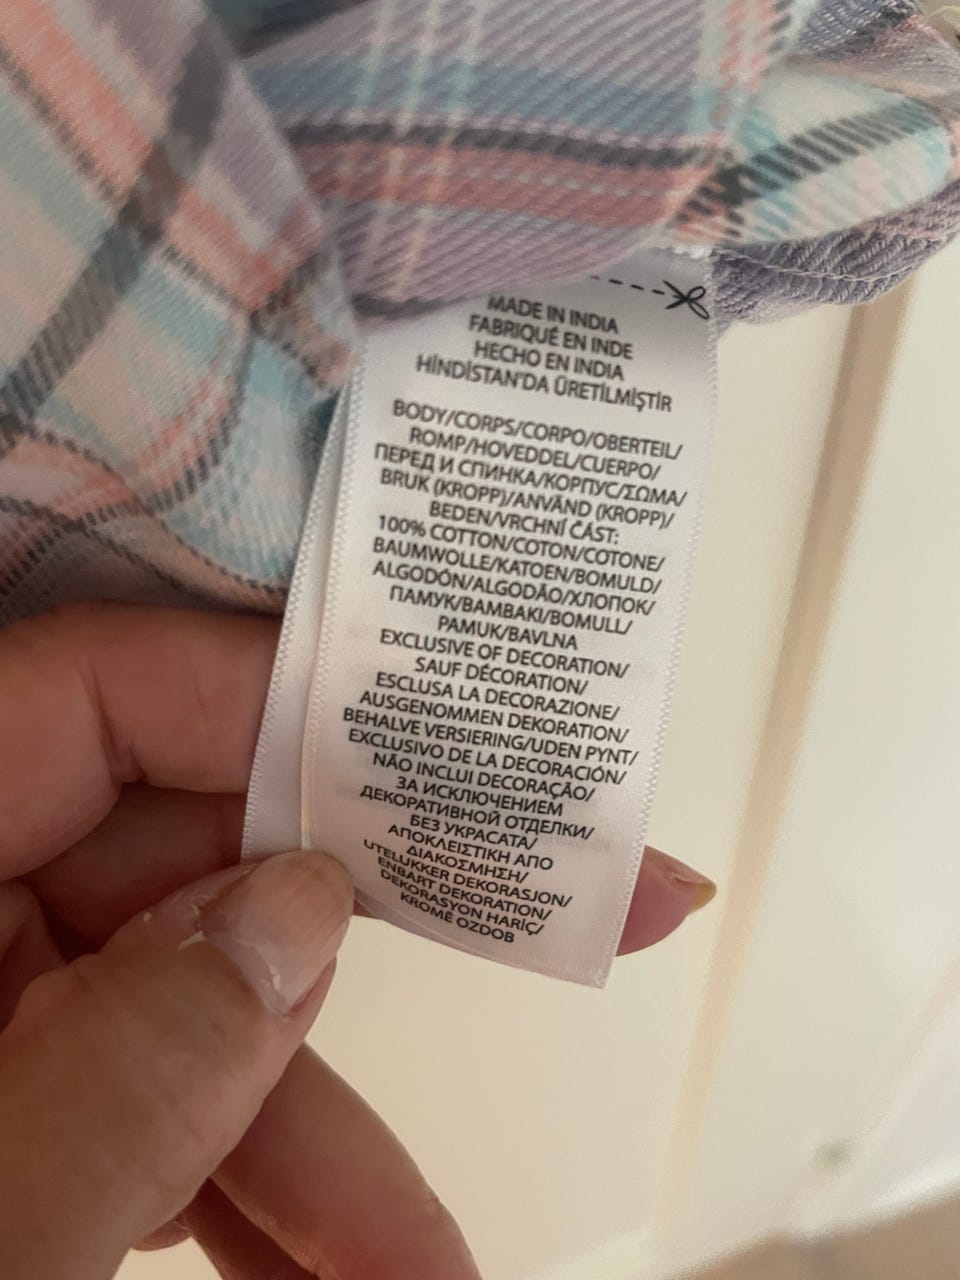 MADE IN INDIA
FABRIQUÉ EN INDE
HECHO EN INDIA
HİNDİSTAN'DA ÜRETİLMİŞTİR
BODY/CORPS/CORPO/OBERTEIL/
ROMP/HOVEDDEL/CUERPO/
ПЕРЕД И СПИНКА/КОРПУС/ΣΩΜΑ/
BRUK (KROPP)/ANVÄND (KROPP)/
BEDEN/VRCHNÍ ČÁST:
100% COTTON/COTON/COTONE/
BAUMWOLLE/KATOEN/BOMULD/
ALGODÓN/ALGODÃO/ХЛОПОК/
ПАМУК/ΒΑΜΒΑΚΙ/BOMULL/
PAMUK/BAVLNA
EXCLUSIVE OF DECORATION/
SAUF DÉCORATION/
ESCLUSA LA DECORAZIONE/
AUSGENOMMEN DEKORATION/
BEHALVE VERSIERING/UDEN PYNT/
EXCLUSIVO DE LA DECORACIÓN/
NÃO INCLUI DECORAÇÃO/
ЗА ИСКЛЮЧЕНИЕМ
ДЕКОРАТИВНОЙ ОТДЕЛКИ/
БЕЗ УКРАСАТА/
ΑΠΟΚΛΕΙΣΤΙΚΗ ΑΠΟ
ΔΙΑΚΟΣΜΗΣΗ/
UTELUKKER DEKORASJON/
ENBART DEKORATION/
DEKORASYON HARİÇ/
KROMĚ OZDOB